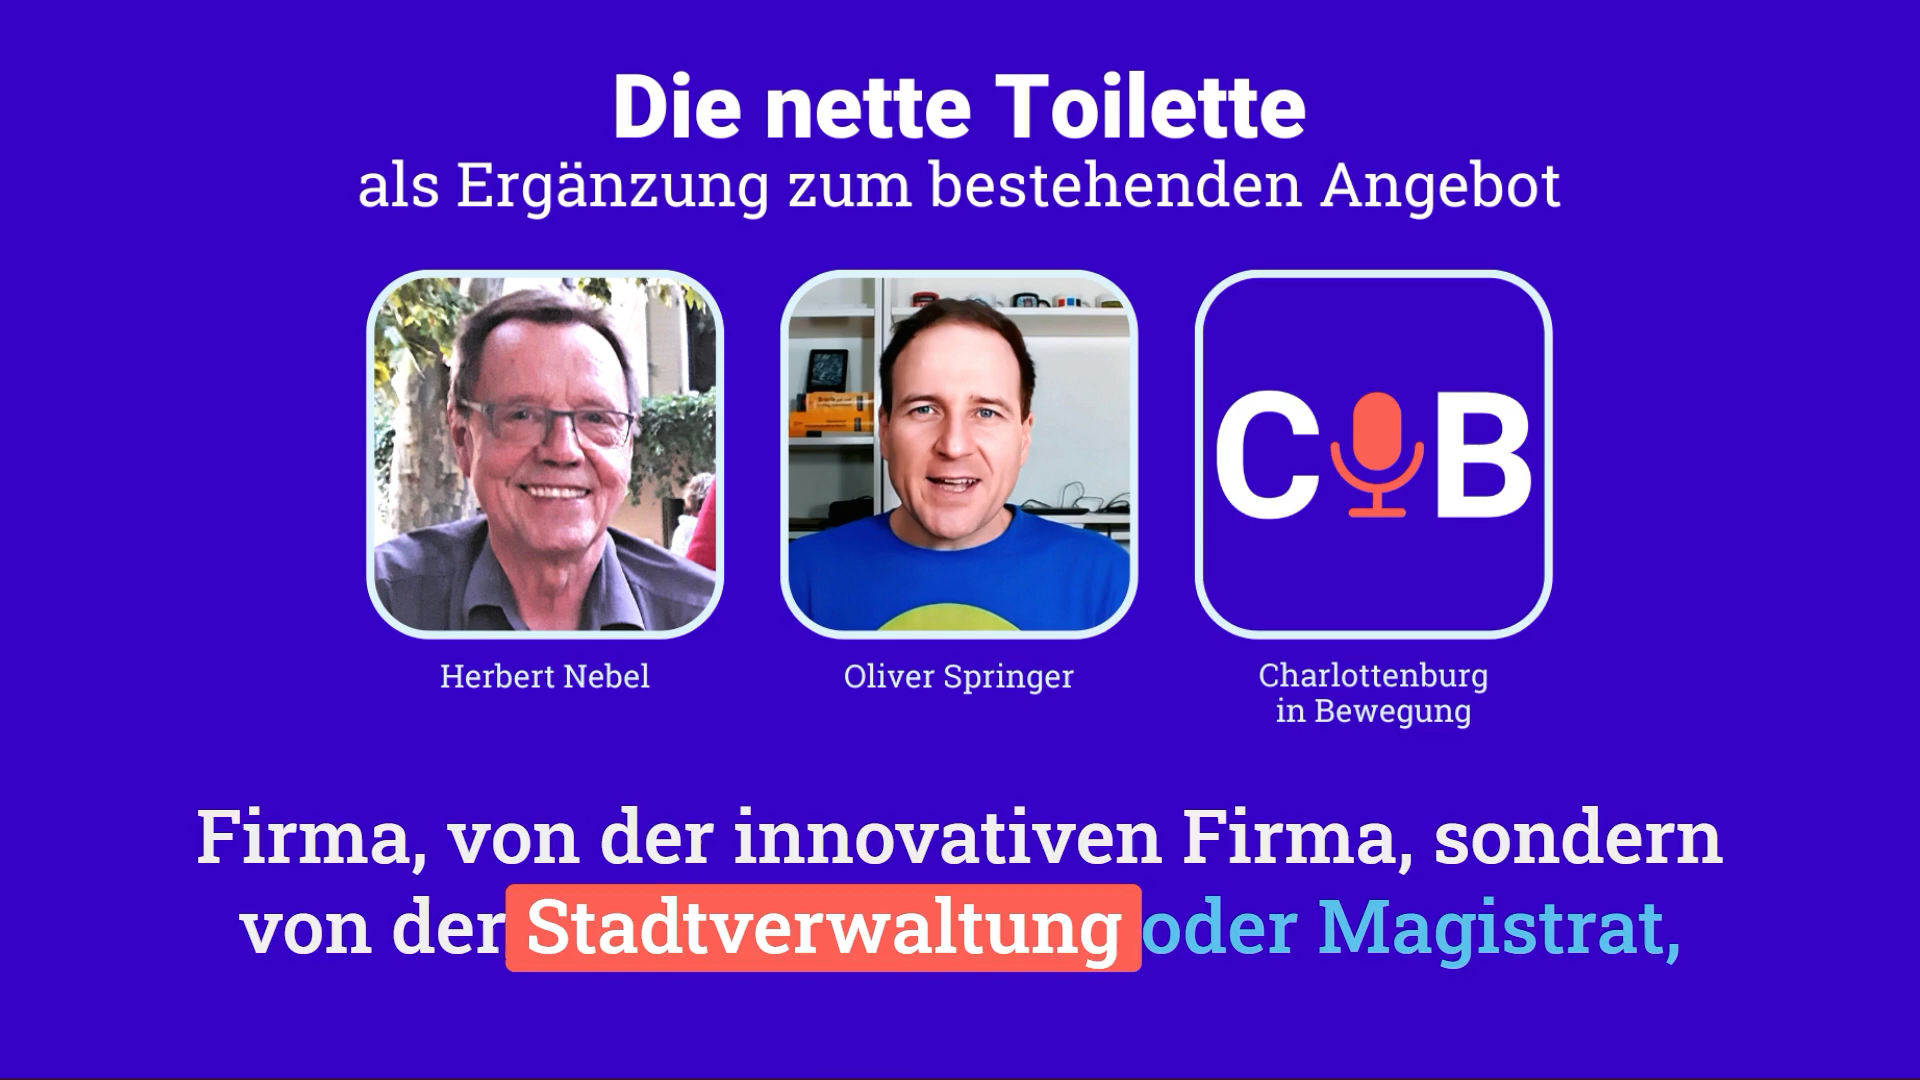 Die nette Toilette
als Ergänzung zum bestehenden Angebot
C B
Herbert Nebel
Oliver Springer
Charlottenburg
in Bewegung
Firma, von der innovativen Firma, sondern
von der Stadtverwaltung oder Magistrat,